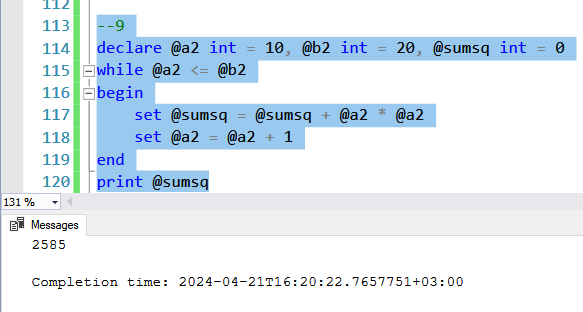 112
113 --9
114 declare @a2 int = 10, @b2 int = 20, @sumsq int = 0
115 while @a2 <= @b2
116 begin
117 set @sumsq = @sumsq + @a2 * @a2
118 set @a2 = @a2 + 1
119 end
120 print @sumsq
131 %
Messages
2585
Completion time: 2024-04-21T16:20:22.7657751+03:00